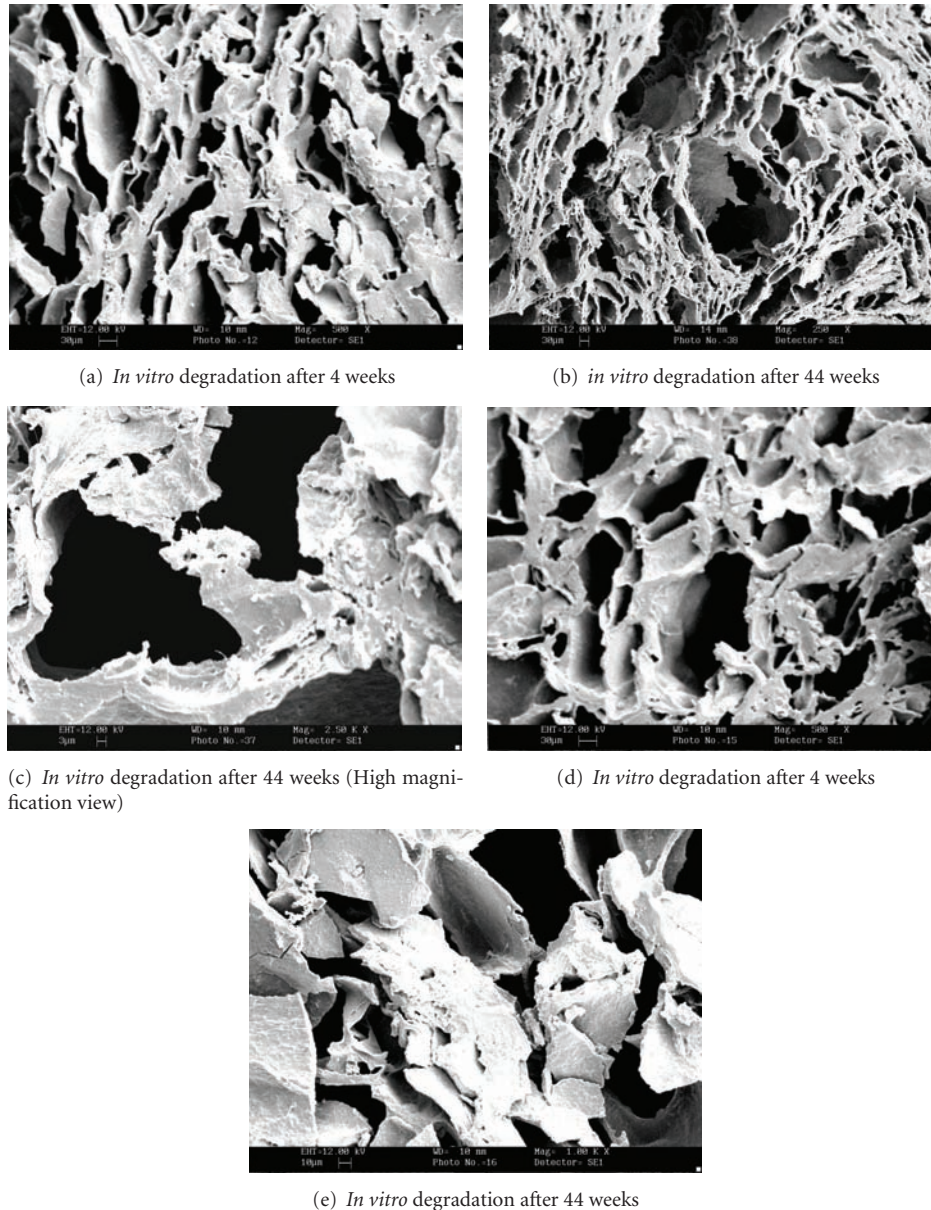 EHT=12.00 kV WD= 10 mm Mag= 500 X
30µm Photo No.=12 Detector= SE1
(a) In vitro degradation after 4 weeks
EHT=12.00 kV WD= 14 mm Mag= 250 X
30µm Photo No.=38 Detector= SE1
(b) in vitro degradation after 44 weeks
EHT=12.00 kV WD= 10 mm Mag= 2.50 K X
3µm Photo No.=37 Detector= SE1
(c) In vitro degradation after 44 weeks (High magni-
fication view)
EHT=12.00 kV WD= 10 mm Mag= 500 X
30µm Photo No.=15 Detector= SE1
(d) In vitro degradation after 4 weeks
EHT=12.00 kV WD= 10 mm Mag= 1.00 K X
10µm Photo No.=16 Detector= SE1
(e) In vitro degradation after 44 weeks